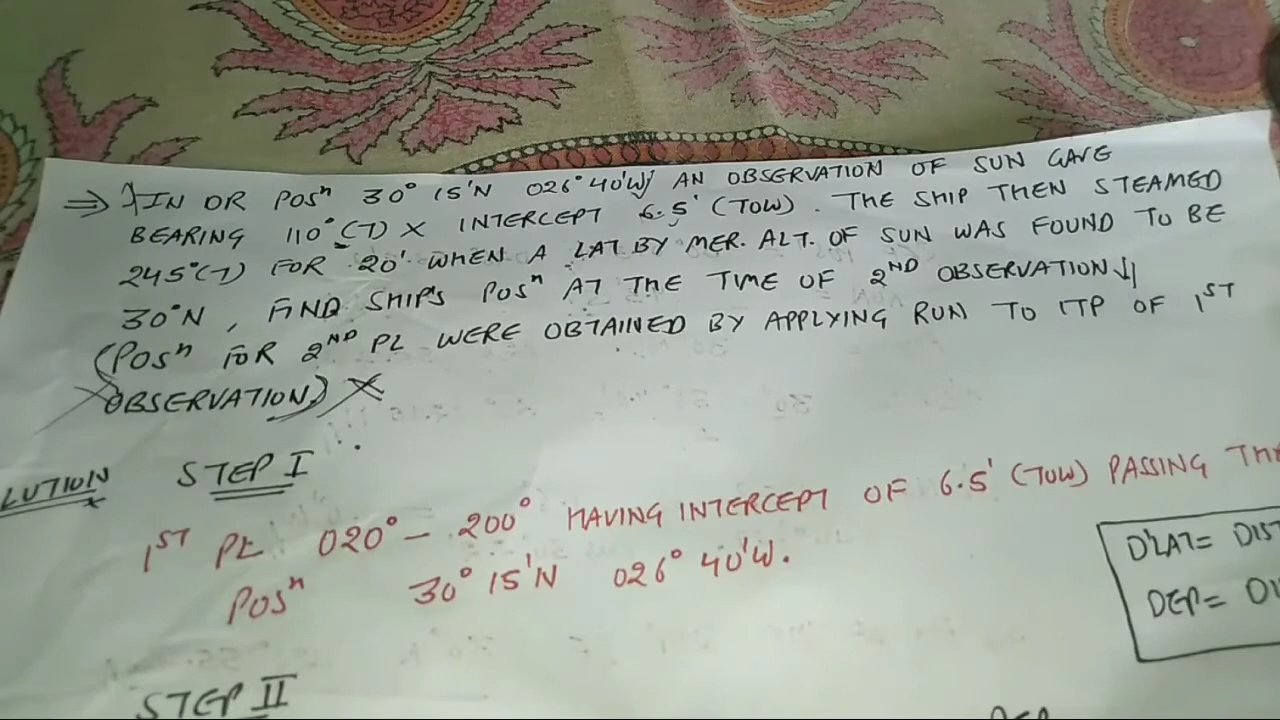 ⇒ IN DR POSⁿ 30° 15'N 026° 40'W/ AN OBSERVATION OF SUN GAVE
BEARING 110°(T) X INTERCEPT 6.5' (TOW). THE SHIP THEN STEAMED
245°(T) FOR 20' WHEN A LAT BY MER. ALT. OF SUN WAS FOUND TO BE
30°N, FIND SHIP'S POSⁿ AT THE TIME OF 2ND OBSERVATION
(POSⁿ FOR 2ND PL WERE OBTAINED BY APPLYING RUN TO ITP OF 1ST
OBSERVATION)
LUTION STEP I
1ST PL 020° - 200° HAVING INTERCEPT OF 6.5' (TOW) PASSING THR
POSⁿ 30° 15'N 026° 40'W.
D'LAT= DIST
DEP= DI
STEP II